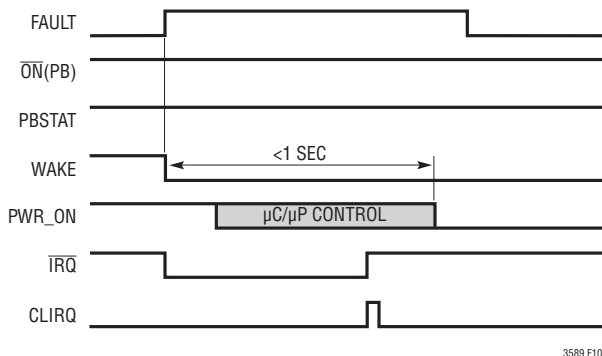 FAULT
ON(PB)
PBSTAT
<1 SEC
WAKE
µC/µP CONTROL
PWR_ON
IRQ
CLIRQ
3589 F10